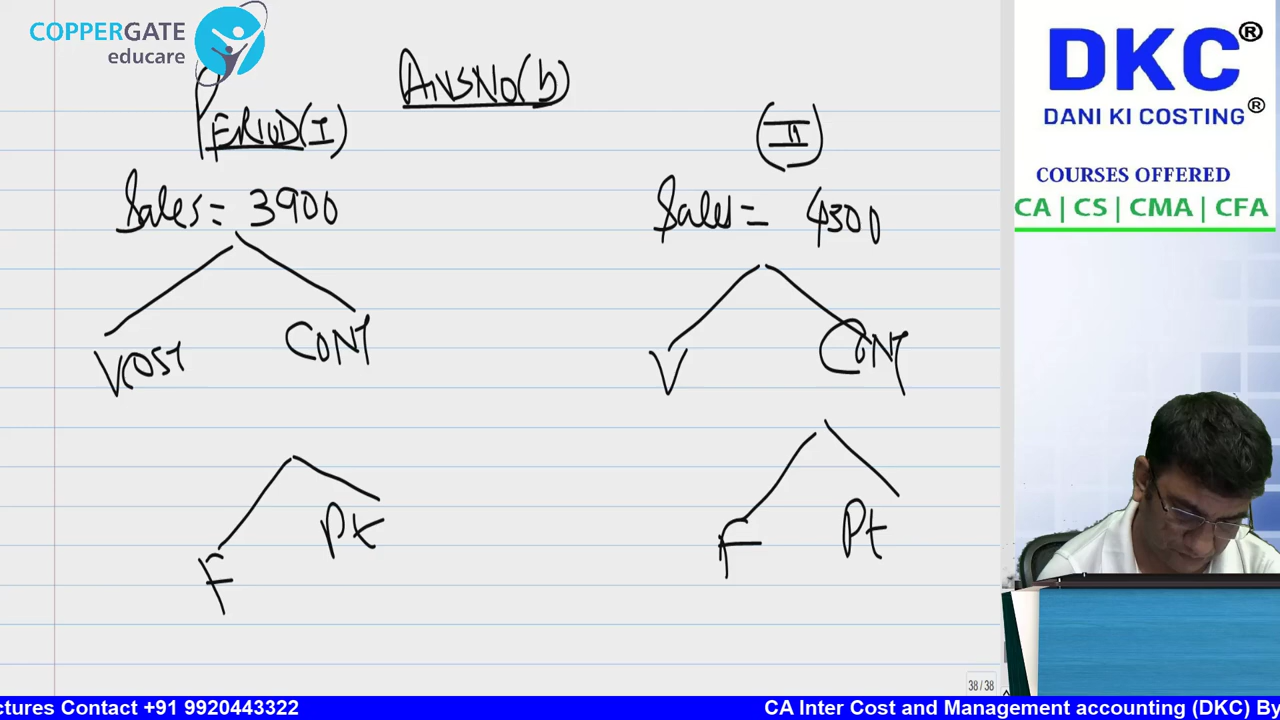 COPPERGATE
educare
ANSNO(b)
PERIOD(I)
Sales= 3900
VCOST CONT
F Pt
(II)
Sales= 4300
V CONT
F Pt
38/38
DKC®
DANI KI COSTING®
COURSES OFFERED
CA | CS | CMA | CFA
ctures Contact +91 9920443322 CA Inter Cost and Management accounting (DKC) By